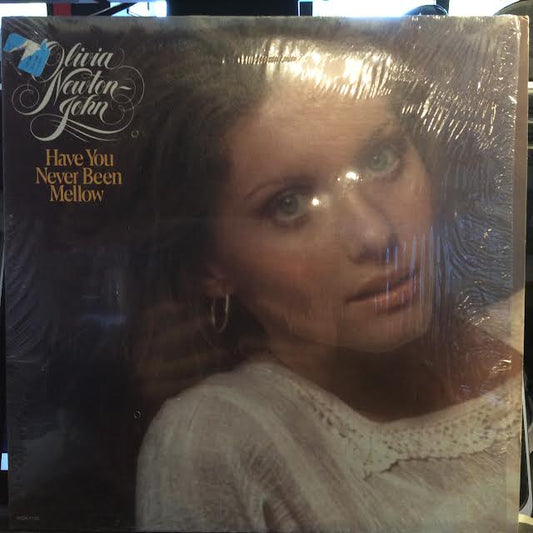 Olivia
Newton-
John
Have You
Never Been
Mellow